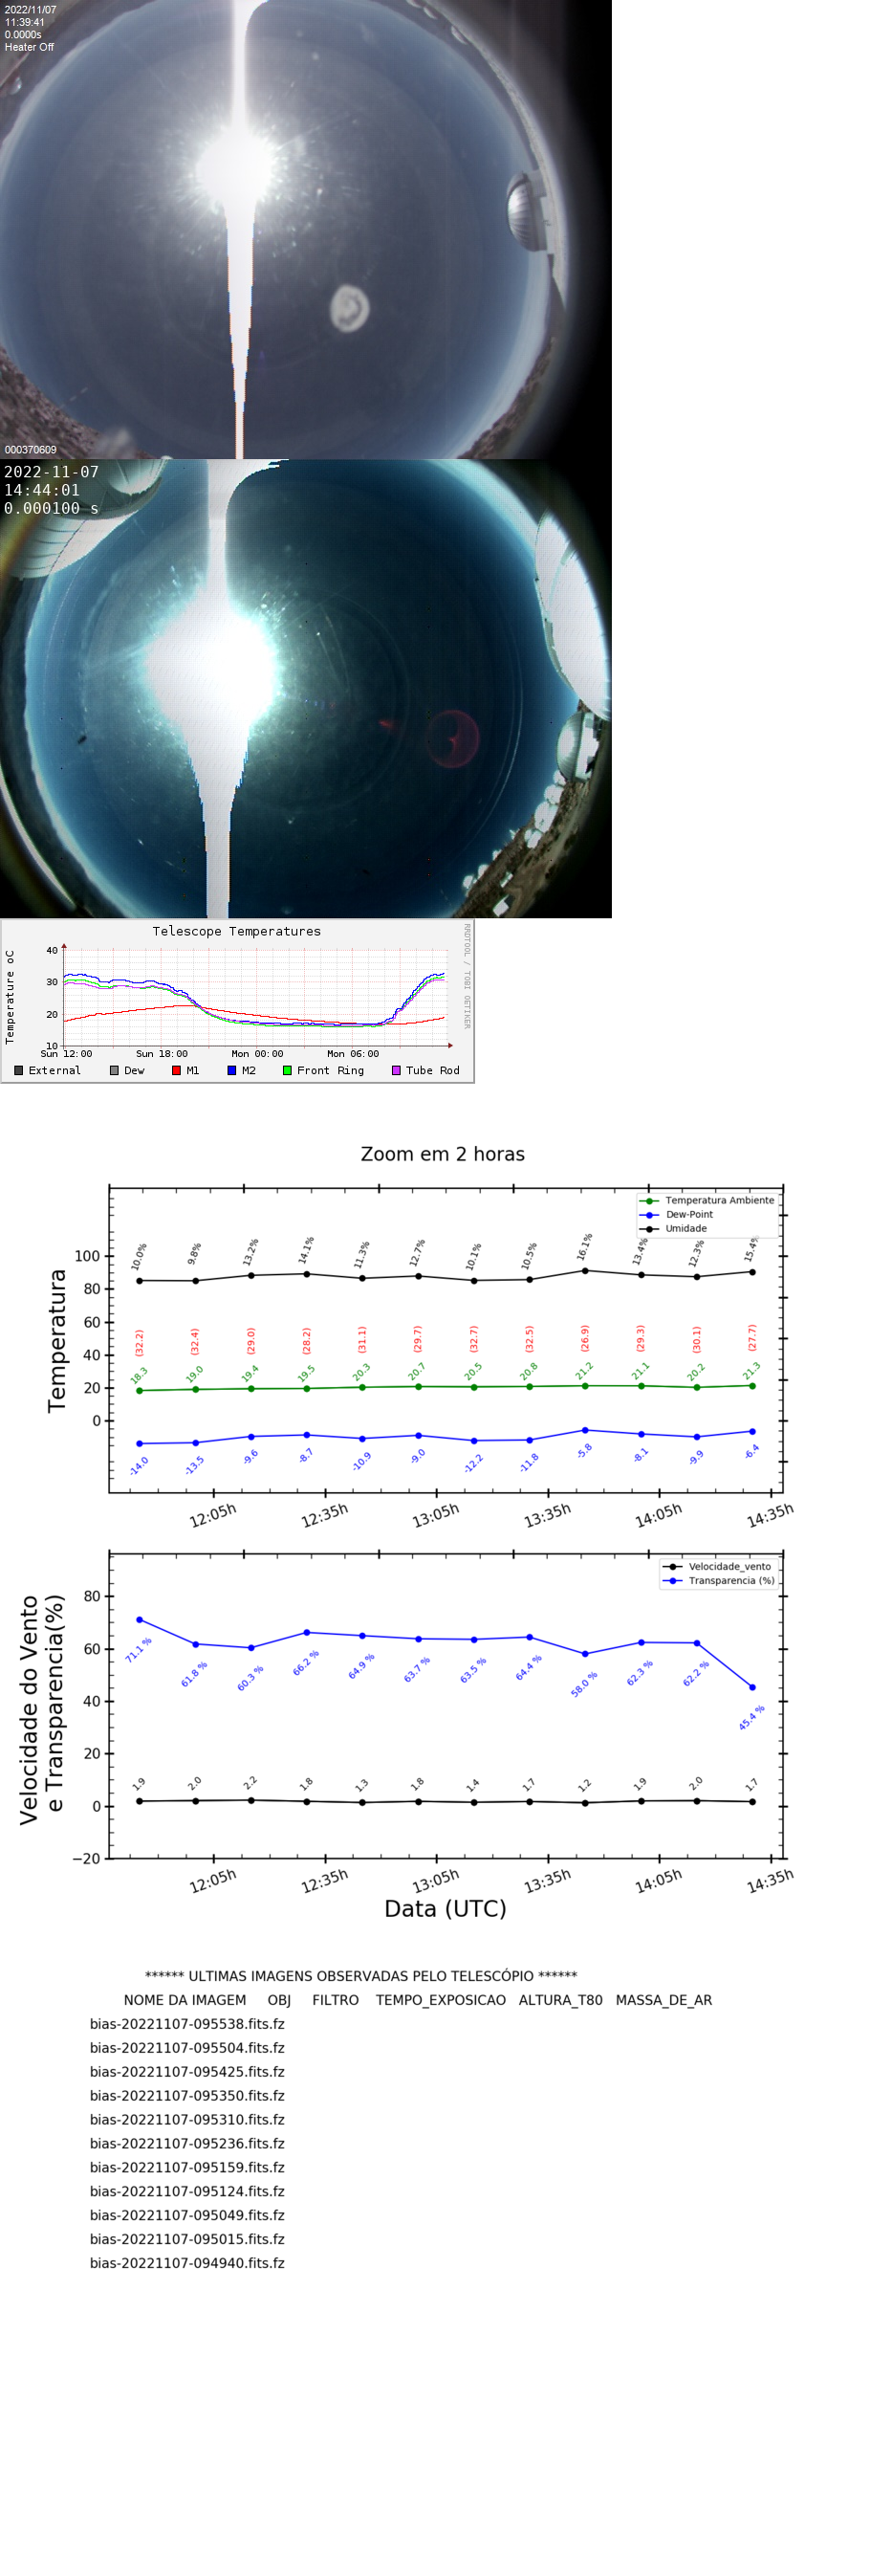 2022/11/07
11:39:41
0.0000s
Heater Off
000370609
2022-11-07
14:44:01
0.000100 s
Telescope Temperatures
RRDTOOL / TOBI OETIKER
Temperature oC
40
30
20
10
Sun 12:00 Sun 18:00 Mon 00:00 Mon 06:00
External Dew M1 M2 Front Ring Tube Rod
Zoom em 2 horas
Temperatura Ambiente
Dew-Point
Umidade
Temperatura
100
80
60
40
20
0
10.0% 9.8% 13.2% 14.1% 11.3% 12.7% 10.1% 10.5% 16.1% 13.4% 12.3% 15.4%
(32.2) (32.4) (29.0) (28.2) (31.1) (29.7) (32.7) (32.5) (26.9) (29.3) (30.1) (27.7)
18.3 19.0 19.4 19.5 20.3 20.7 20.5 20.8 21.2 21.1 20.2 21.3
-14.0 -13.5 -9.6 -8.7 -10.9 -9.0 -12.2 -11.8 -5.8 -8.1 -9.9 -6.4
12:05h 12:35h 13:05h 13:35h 14:05h 14:35h
Velocidade_vento
Transparencia (%)
Velocidade do Vento
e Transparencia(%)
80
60
40
20
0
−20
71.1 % 61.8 % 60.3 % 66.2 % 64.9 % 63.7 % 63.5 % 64.4 % 58.0 % 62.3 % 62.2 % 45.4 %
1.9 2.0 2.2 1.8 1.3 1.8 1.4 1.7 1.2 1.9 2.0 1.7
12:05h 12:35h 13:05h 13:35h 14:05h 14:35h
Data (UTC)
****** ULTIMAS IMAGENS OBSERVADAS PELO TELESCÓPIO ******
NOME DA IMAGEM OBJ FILTRO TEMPO_EXPOSICAO ALTURA_T80 MASSA_DE_AR
bias-20221107-095538.fits.fz
bias-20221107-095504.fits.fz
bias-20221107-095425.fits.fz
bias-20221107-095350.fits.fz
bias-20221107-095310.fits.fz
bias-20221107-095236.fits.fz
bias-20221107-095159.fits.fz
bias-20221107-095124.fits.fz
bias-20221107-095049.fits.fz
bias-20221107-095015.fits.fz
bias-20221107-094940.fits.fz